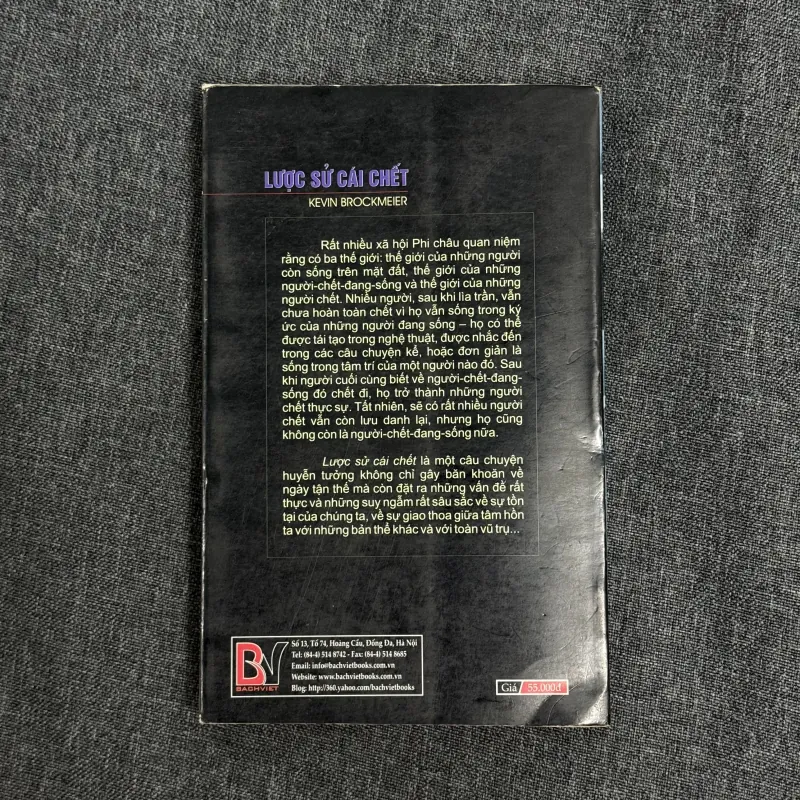 LƯỢC SỬ CÁI CHẾT
KEVIN BROCKMEIER
Rất nhiều xã hội Phi châu quan niệm
rằng có ba thế giới: thế giới của những người
còn sống trên mặt đất, thế giới của những
người-chết-đang-sống và thế giới của những
người chết. Nhiều người, sau khi lìa trần, vẫn
chưa hoàn toàn chết vì họ vẫn sống trong ký
ức của những người đang sống – họ có thể
được tái tạo trong nghệ thuật, được nhắc đến
trong các câu chuyện kể, hoặc đơn giản là
sống trong tâm trí của một người nào đó. Sau
khi người cuối cùng biết về người-chết-đang-
sống đó chết đi, họ trở thành những người
chết thực sự. Tất nhiên, sẽ có rất nhiều người
chết vẫn còn lưu danh lại, nhưng họ cũng
không còn là người-chết-đang-sống nữa.
Lược sử cái chết là một câu chuyện
huyễn tưởng không chỉ gây băn khoăn về
ngày tận thế mà còn đặt ra những vấn đề rất
thực và những suy ngẫm rất sâu sắc về sự tồn
tại của chúng ta, về sự giao thoa giữa tâm hồn
ta với những bản thể khác và với toàn vũ trụ...
BV
BACHVIET
Số 13, Tổ 74, Hoàng Cầu, Đống Đa, Hà Nội
Tel: (84-4) 514 8742 - Fax: (84-4) 514 8685
Email: info@bachvietbooks.com.vn
Website: www.bachvietbooks.com.vn
Blog: http://360.yahoo.com/bachvietbooks
Giá 55.000đ